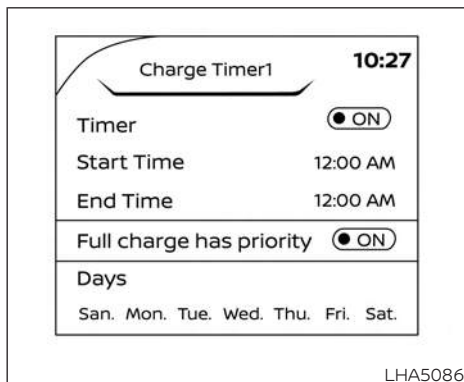 Charge Timer1 10:27
Timer ON
Start Time 12:00 AM
End Time 12:00 AM
Full charge has priority ON
Days
San. Mon. Tue. Wed. Thu. Fri. Sat.
LHA5086